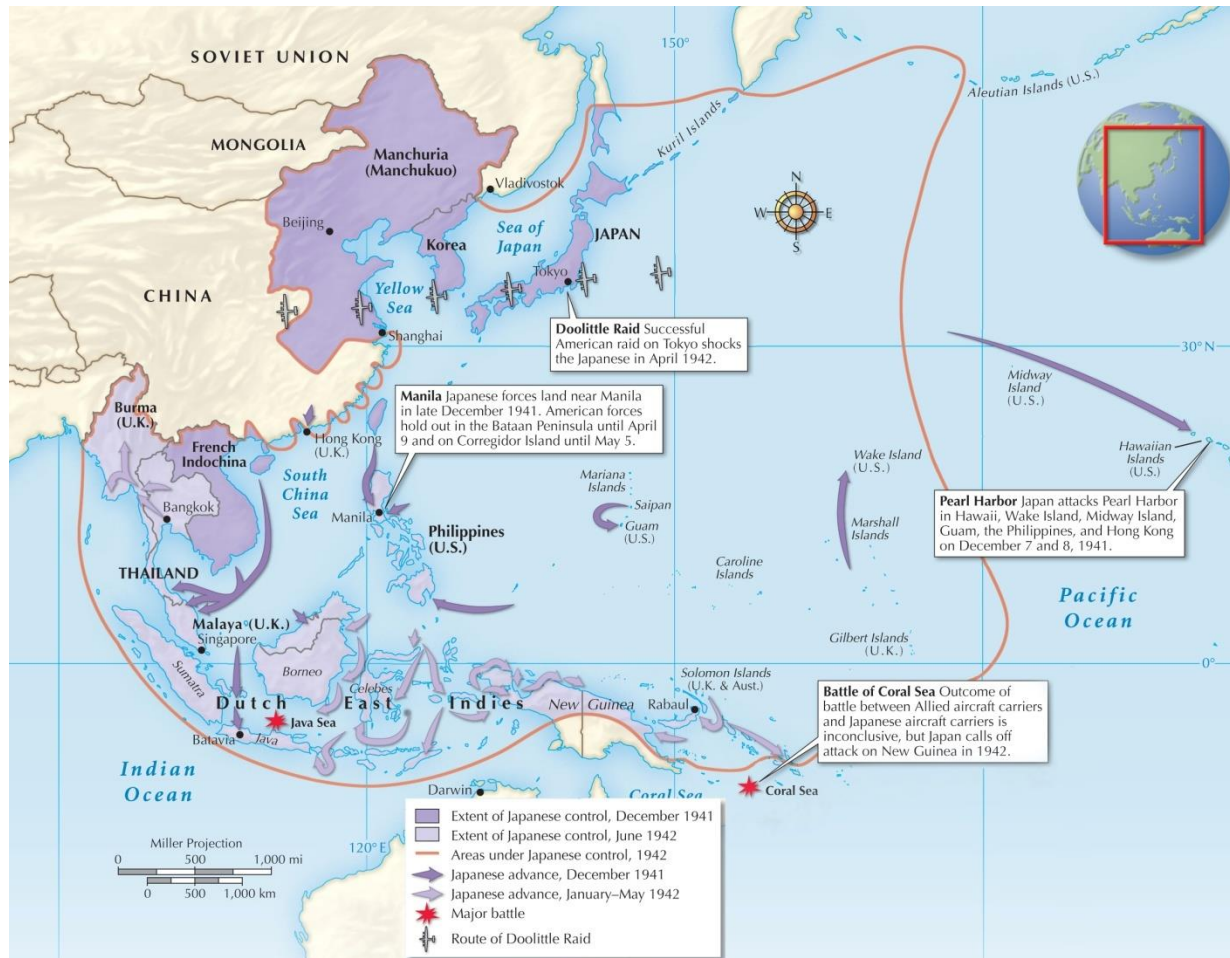 SOVIET UNION
150°
Aleutian Islands (U.S.)
MONGOLIA
Manchuria
(Manchukuo)
Kuril Islands
Vladivostok
N
W
E
S
Beijing
Sea of
Japan
JAPAN
Korea
Tokyo
CHINA
Yellow
Sea
Shanghai
Doolittle Raid Successful
American raid on Tokyo shocks
the Japanese in April 1942.
30°N
Midway
Island
(U.S.)
Manila Japanese forces land near Manila
in late December 1941. American forces
hold out in the Bataan Peninsula until April
9 and on Corregidor Island until May 5.
Burma
(U.K.)
Hong Kong
(U.K.)
French
Indochina
Hawaiian
Islands
(U.S.)
Wake Island
(U.S.)
South
China
Sea
Mariana
Islands
Saipan
Guam
(U.S.)
Pearl Harbor Japan attacks Pearl Harbor
in Hawaii, Wake Island, Midway Island,
Guam, the Philippines, and Hong Kong
on December 7 and 8, 1941.
Bangkok
Manila
Philippines
(U.S.)
Marshall
Islands
THAILAND
Caroline
Islands
Pacific
Ocean
Malaya (U.K.)
Singapore
Gilbert Islands
(U.K.)
0°
Sumatra
Borneo
Celebes
Solomon Islands
(U.K. & Aust.)
Dutch East Indies
New Guinea
Rabaul
Battle of Coral Sea Outcome of
battle between Allied aircraft carriers
and Japanese aircraft carriers is
inconclusive, but Japan calls off
attack on New Guinea in 1942.
Java Sea
Batavia
Java
Indian
Ocean
Darwin
Coral Sea
Coral Sea
Miller Projection
0 500 1,000 mi
0 500 1,000 km
120°E
Extent of Japanese control, December 1941
Extent of Japanese control, June 1942
Areas under Japanese control, 1942
Japanese advance, December 1941
Japanese advance, January–May 1942
Major battle
Route of Doolittle Raid